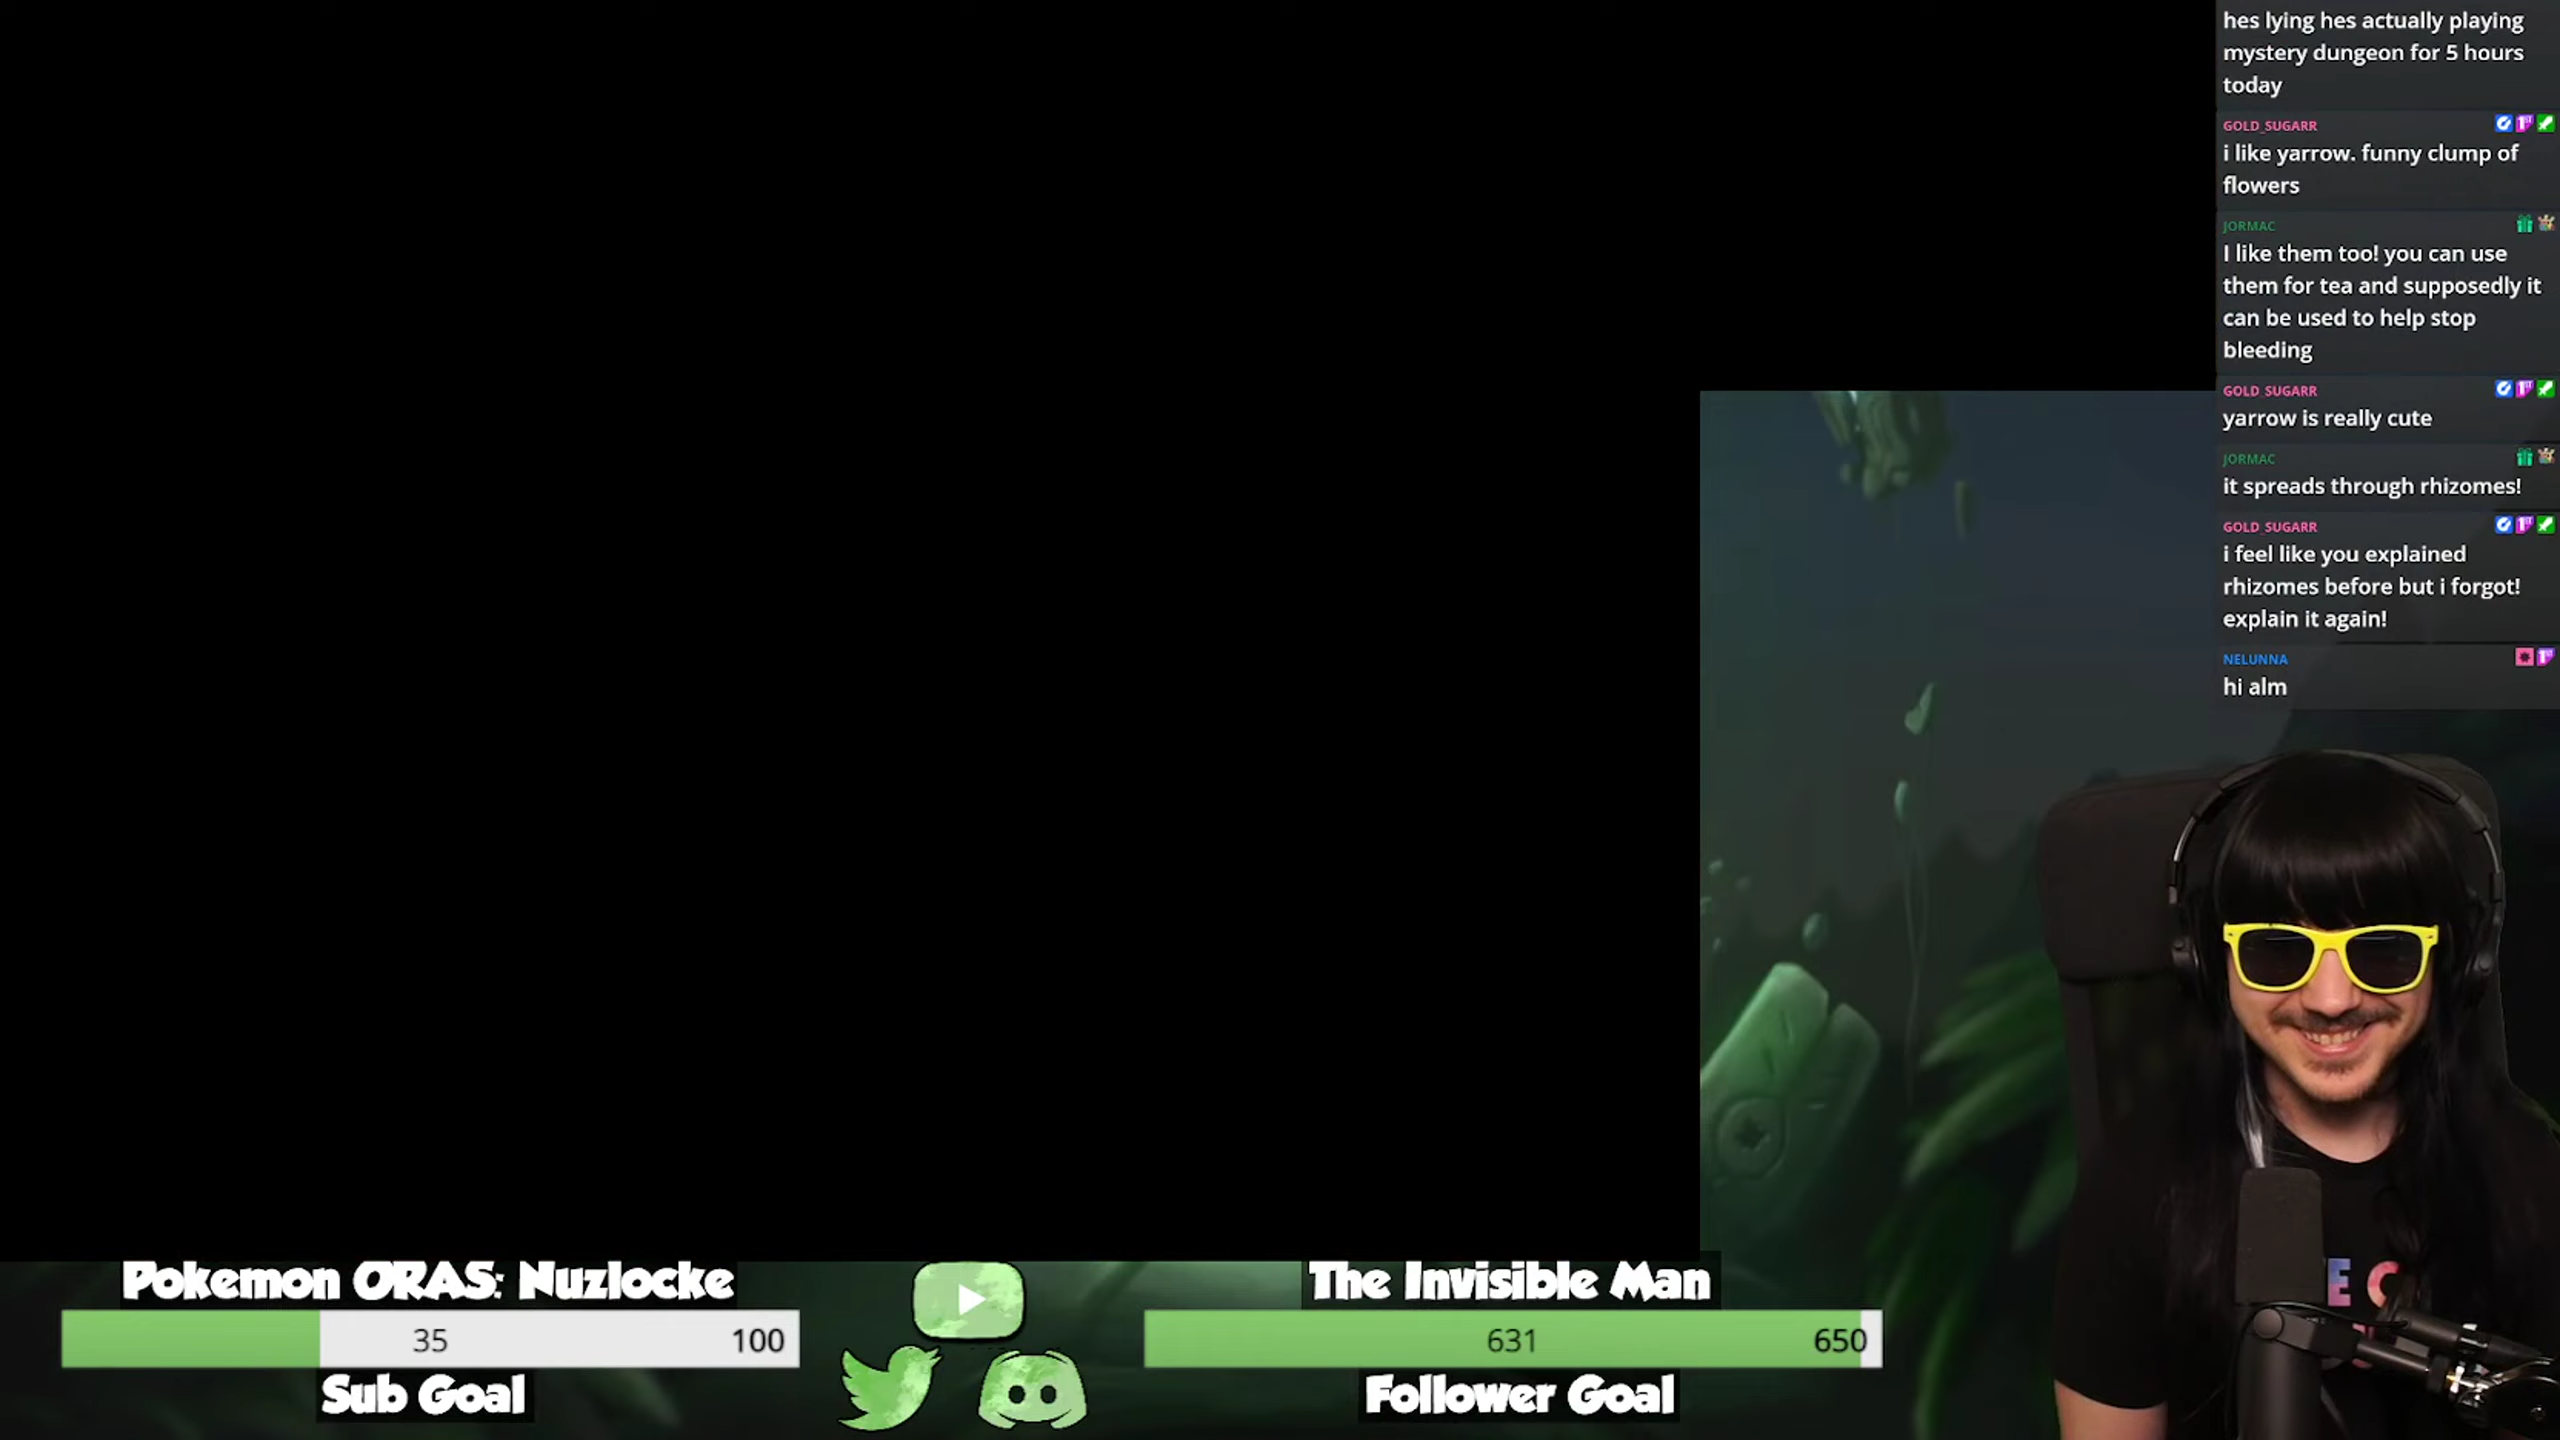 hes lying hes actually playing
mystery dungeon for 5 hours
today
GOLD_SUGARR
i like yarrow. funny clump of
flowers
JORMAC
I like them too! you can use
them for tea and supposedly it
can be used to help stop
bleeding
GOLD_SUGARR
yarrow is really cute
JORMAC
it spreads through rhizomes!
GOLD_SUGARR
i feel like you explained
rhizomes before but i forgot!
explain it again!
NELUNNA
hi alm
E C
Pokemon ORAS: Nuzlocke
35 100
Sub Goal
The Invisible Man
631 650
Follower Goal